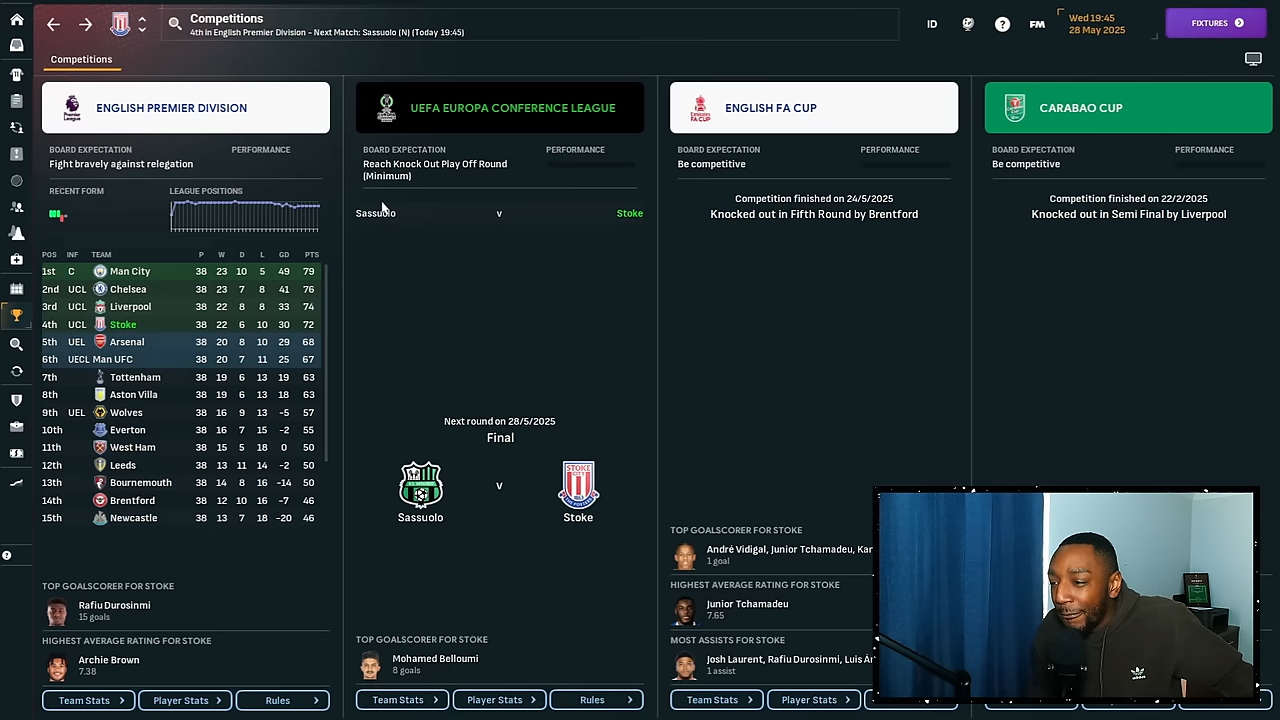 Competitions
4th in English Premier Division - Next Match: Sassuolo (N) (Today 19:45)
ID
FM
Wed 19:45
28 May 2025
FIXTURES
Competitions
ENGLISH PREMIER DIVISION
BOARD EXPECTATION PERFORMANCE
Fight bravely against relegation
RECENT FORM LEAGUE POSITIONS
POS INF TEAM P W D L GD PTS
1st C Man City 38 23 10 5 49 79
2nd UCL Chelsea 38 23 7 8 41 76
3rd UCL Liverpool 38 22 8 8 33 74
4th UCL Stoke 38 22 6 10 30 72
5th UEL Arsenal 38 20 8 10 29 68
6th UECL Man UFC 38 20 7 11 25 67
7th Tottenham 38 19 6 13 19 63
8th Aston Villa 38 19 6 13 18 63
9th UEL Wolves 38 16 9 13 -5 57
10th Everton 38 16 7 15 -2 55
11th West Ham 38 15 5 18 0 50
12th Leeds 38 13 11 14 -2 50
13th Bournemouth 38 14 8 16 -14 50
14th Brentford 38 12 10 16 -7 46
15th Newcastle 38 13 7 18 -20 46
TOP GOALSCORER FOR STOKE
Rafiu Durosinmi
15 goals
HIGHEST AVERAGE RATING FOR STOKE
Archie Brown
7.38
Team Stats Player Stats Rules
UEFA EUROPA CONFERENCE LEAGUE
BOARD EXPECTATION PERFORMANCE
Reach Knock Out Play Off Round
(Minimum)
Sassuolo v Stoke
Next round on 28/5/2025
Final
v
Sassuolo Stoke
TOP GOALSCORER FOR STOKE
Mohamed Belloumi
8 goals
Team Stats Player Stats Rules
ENGLISH FA CUP
BOARD EXPECTATION PERFORMANCE
Be competitive
Competition finished on 24/5/2025
Knocked out in Fifth Round by Brentford
TOP GOALSCORER FOR STOKE
André Vidigal, Junior Tchamadeu, Kar
1 goal
HIGHEST AVERAGE RATING FOR STOKE
Junior Tchamadeu
7.65
MOST ASSISTS FOR STOKE
Josh Laurent, Rafiu Durosinmi, Luis
1 assist
Team Stats Player Stats
CARABAO CUP
BOARD EXPECTATION PERFORMANCE
Be competitive
Competition finished on 22/2/2025
Knocked out in Semi Final by Liverpool